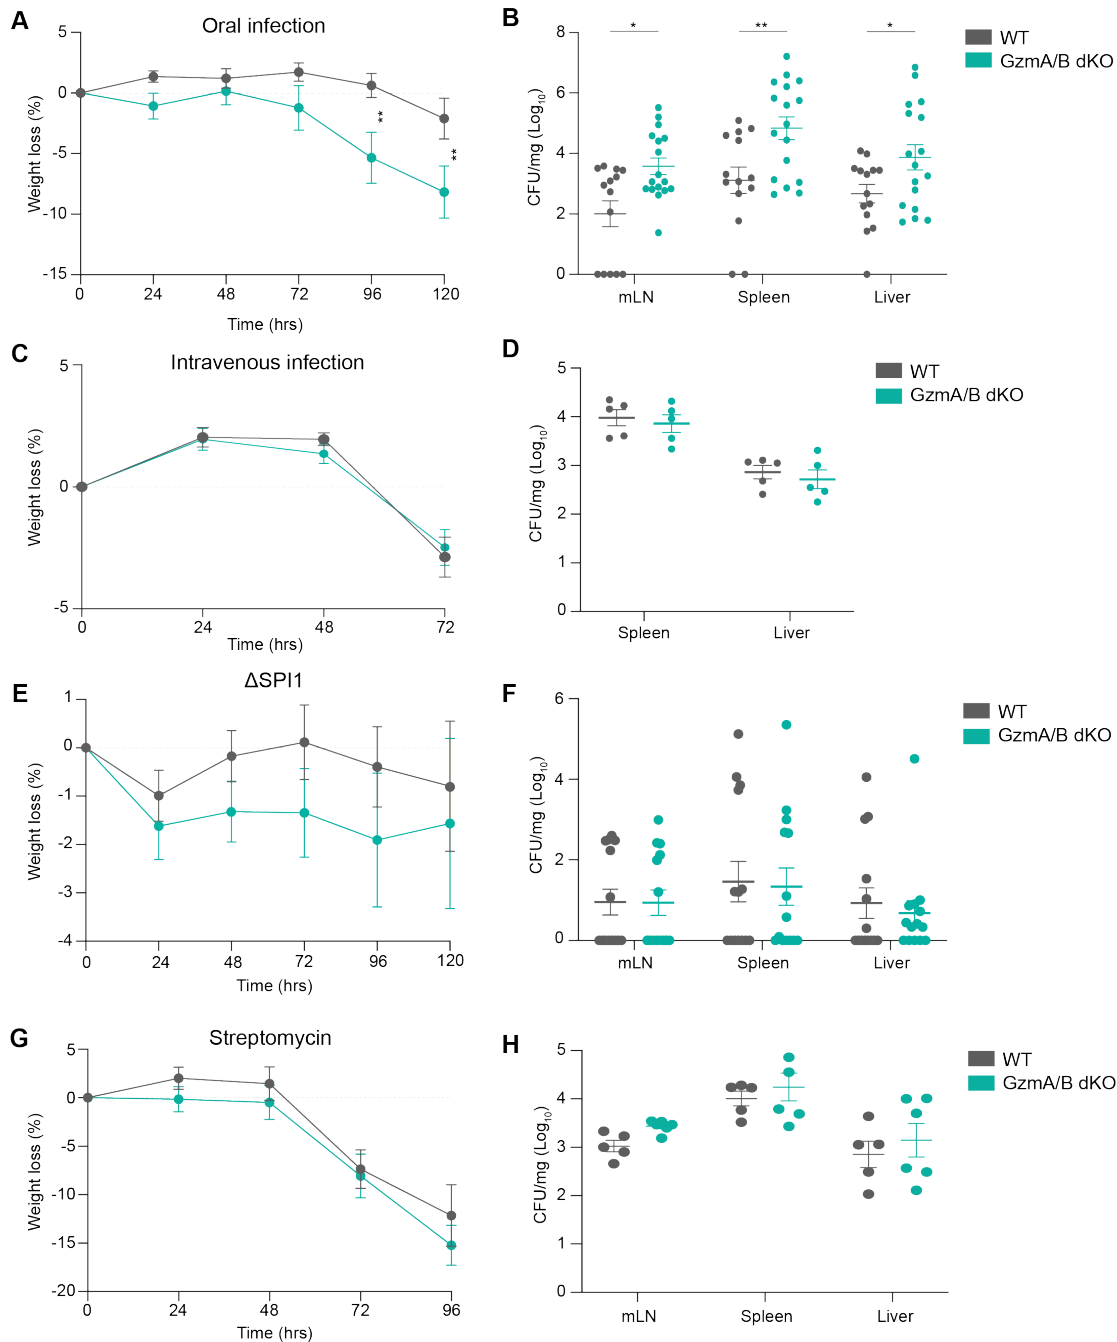 A
Oral infection
5
0
-5
-10
-15
Weight loss (%)
**
**
0 24 48 72 96 120
Time (hrs)
B
* ** *
WT
GzmA/B dKO
8
6
4
2
0
CFU/mg (Log10)
mLN Spleen Liver
C
Intravenous infection
5
0
-5
Weight loss (%)
0 24 48 72
Time (hrs)
D
WT
GzmA/B dKO
5
4
3
2
1
0
CFU/mg (Log10)
Spleen Liver
E
ΔSPI1
1
0
-1
-2
-3
-4
Weight loss (%)
0 24 48 72 96 120
Time (hrs)
F
WT
GzmA/B dKO
6
4
2
0
CFU/mg (Log10)
mLN Spleen Liver
G
Streptomycin
5
0
-5
-10
-15
-20
Weight loss (%)
0 24 48 72 96
Time (hrs)
H
WT
GzmA/B dKO
5
4
3
2
1
0
CFU/mg (Log10)
mLN Spleen Liver